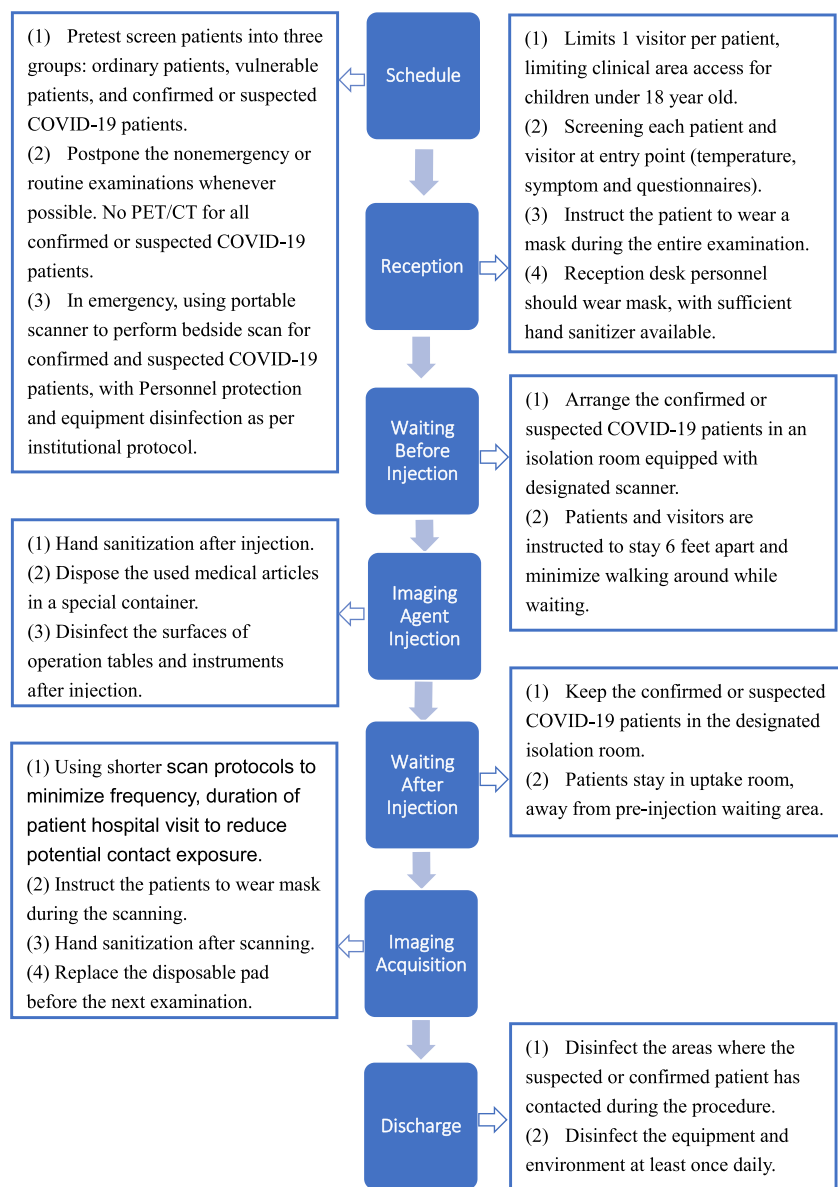 Schedule
(1) Pretest screen patients into three
groups: ordinary patients, vulnerable
patients, and confirmed or suspected
COVID-19 patients.
(2) Postpone the nonemergency or
routine examinations whenever
possible. No PET/CT for all
confirmed or suspected COVID-19
patients.
(3) In emergency, using portable
scanner to perform bedside scan for
confirmed and suspected COVID-19
patients, with Personnel protection
and equipment disinfection as per
institutional protocol.
Reception
(1) Limits 1 visitor per patient,
limiting clinical area access for
children under 18 year old.
(2) Screening each patient and
visitor at entry point (temperature,
symptom and questionnaires).
(3) Instruct the patient to wear a
mask during the entire examination.
(4) Reception desk personnel
should wear mask, with sufficient
hand sanitizer available.
Waiting
Before
Injection
(1) Arrange the confirmed or
suspected COVID-19 patients in an
isolation room equipped with
designated scanner.
(2) Patients and visitors are
instructed to stay 6 feet apart and
minimize walking around while
waiting.
Imaging
Agent
Injection
(1) Hand sanitization after injection.
(2) Dispose the used medical articles
in a special container.
(3) Disinfect the surfaces of
operation tables and instruments
after injection.
Waiting
After
Injection
(1) Keep the confirmed or suspected
COVID-19 patients in the designated
isolation room.
(2) Patients stay in uptake room,
away from pre-injection waiting area.
Imaging
Acquisition
(1) Using shorter scan protocols to
minimize frequency, duration of
patient hospital visit to reduce
potential contact exposure.
(2) Instruct the patients to wear mask
during the scanning.
(3) Hand sanitization after scanning.
(4) Replace the disposable pad
before the next examination.
Discharge
(1) Disinfect the areas where the
suspected or confirmed patient has
contacted during the procedure.
(2) Disinfect the equipment and
environment at least once daily.